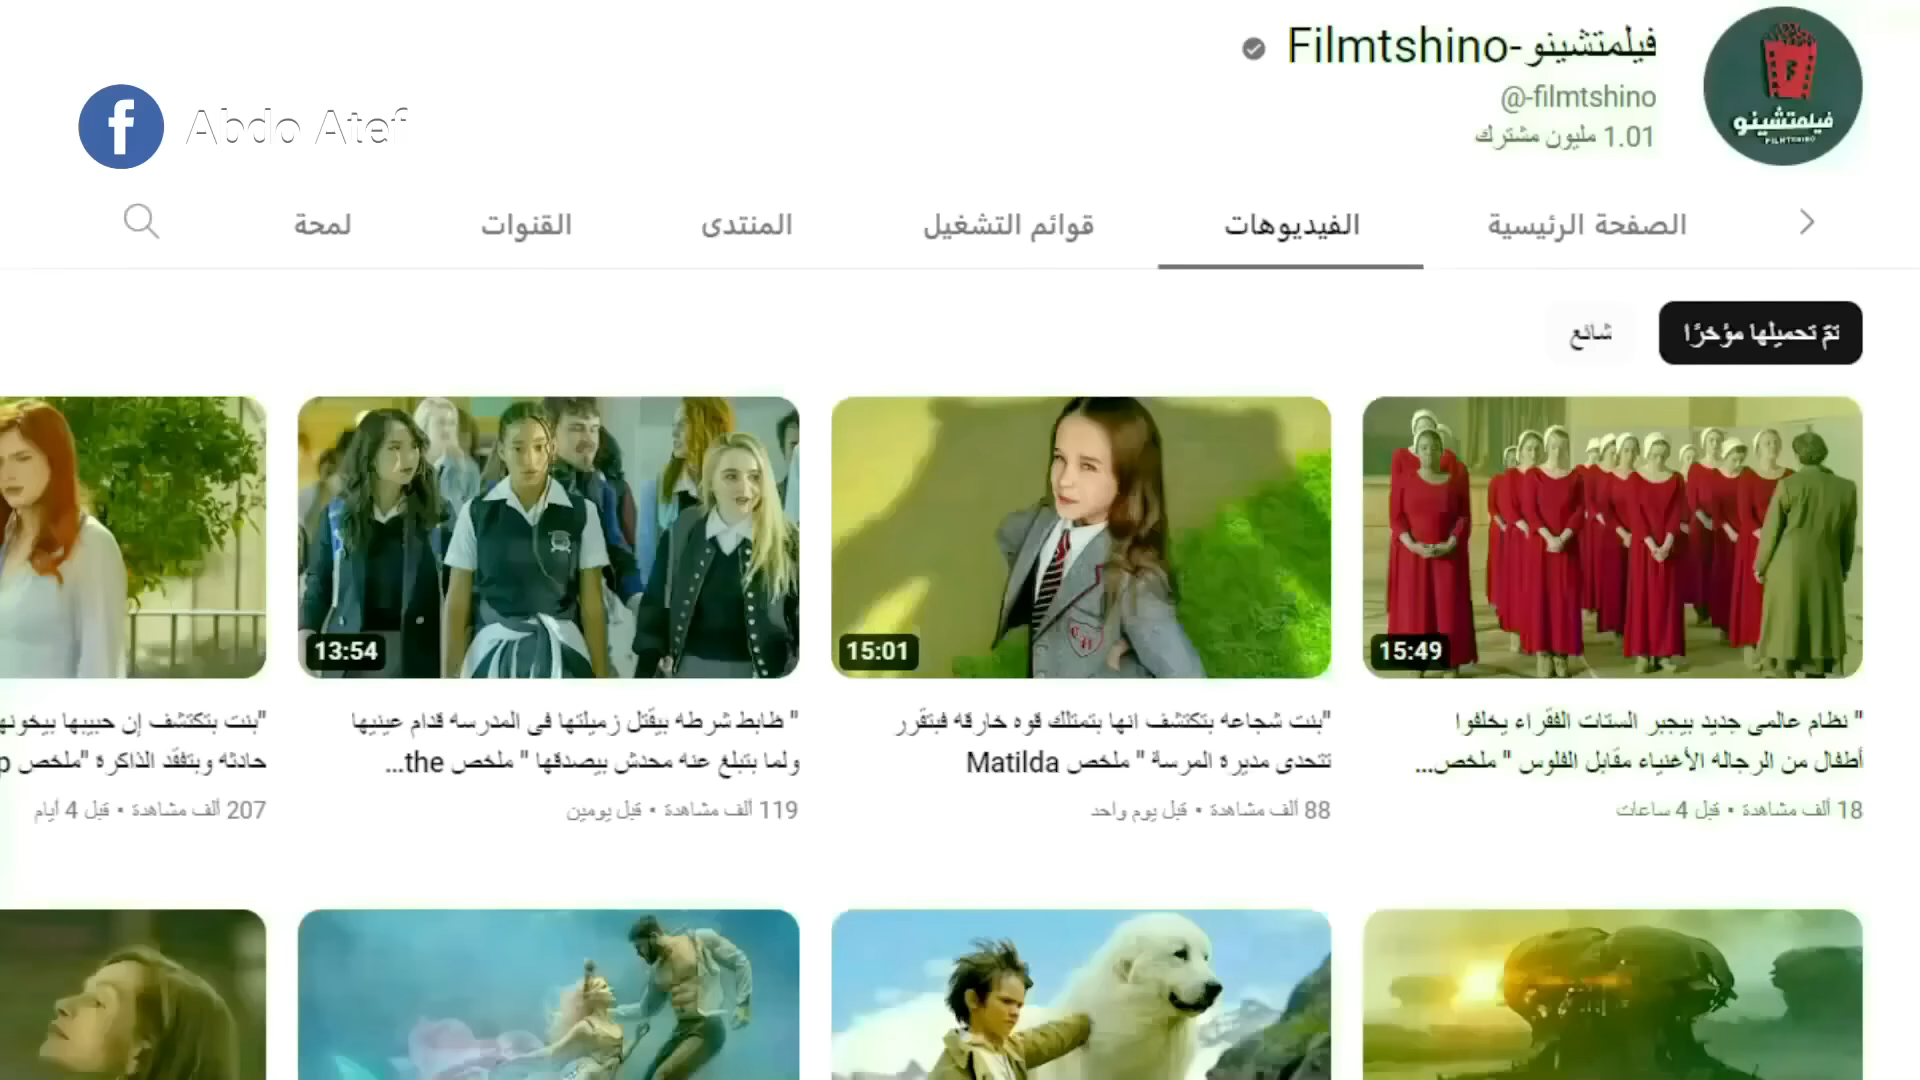 فيلمتشينو -Filmtshino
@-filmtshino
1.01 مليون مشترك
فيلمتشينو
FILMTSHINO
Abdo Atef
الصفحة الرئيسية
الفيديوهات
قوائم التشغيل
المنتدى
القنوات
لمحة
تمّ تحميلها مؤخرًا
شائع
15:49
15:01
13:54
" نظام عالمى جديد بيجبر الستات الفقراء يخلفوا
أطفال من الرجاله الأغنياء مقابل الفلوس " ملخص...
18 ألف مشاهدة • قبل 4 ساعات
"بنت شجاعه بتكتشف انها بتمتلك قوه خارقه فبتقرر
تتحدى مديرة المرسة " ملخص Matilda
88 ألف مشاهدة • قبل يوم واحد
" ظابط شرطه بيقتل زميلتها فى المدرسه قدام عينيها
ولما بتبلغ عنه محدش بيصدقها " ملخص the...
119 ألف مشاهدة • قبل يومين
"بنت بتكتشف إن حبيبها بيخونها
حادثه وبتفقد الذاكرة "ملخص
207 ألف مشاهدة • قبل 4 أيام